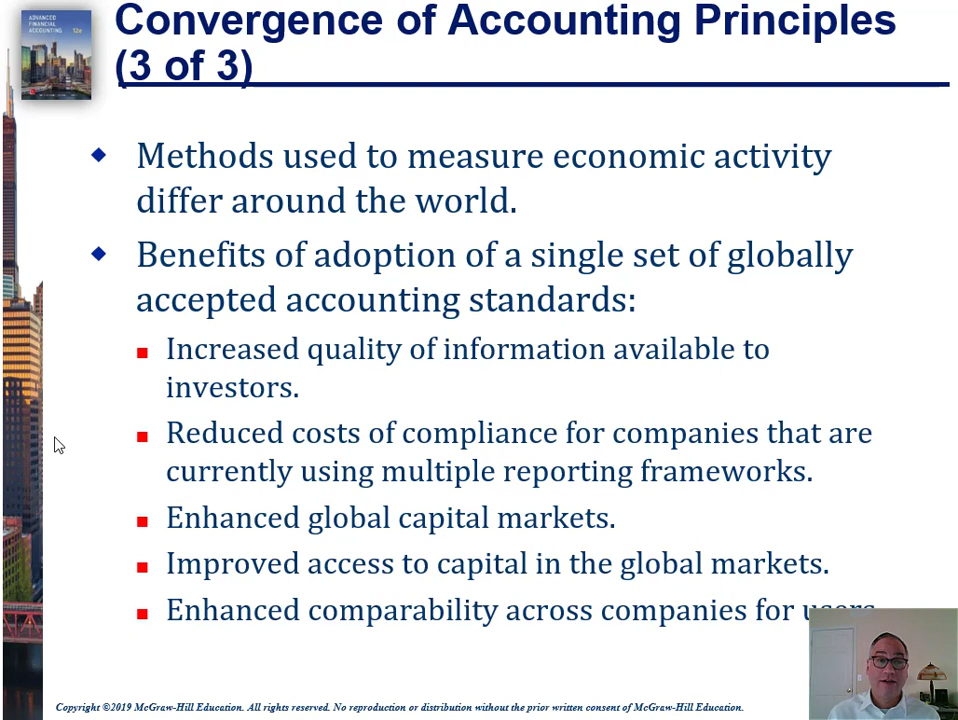 ADVANCED
FINANCIAL
ACCOUNTING
12e
Convergence of Accounting Principles
(3 of 3)
Methods used to measure economic activity
differ around the world.
Benefits of adoption of a single set of globally
accepted accounting standards:
Increased quality of information available to
investors.
Reduced costs of compliance for companies that are
currently using multiple reporting frameworks.
Enhanced global capital markets.
Improved access to capital in the global markets.
Enhanced comparability across companies for users
Copyright ©2019 McGraw-Hill Education. All rights reserved. No reproduction or distribution without the prior written consent of McGraw-Hill Education.